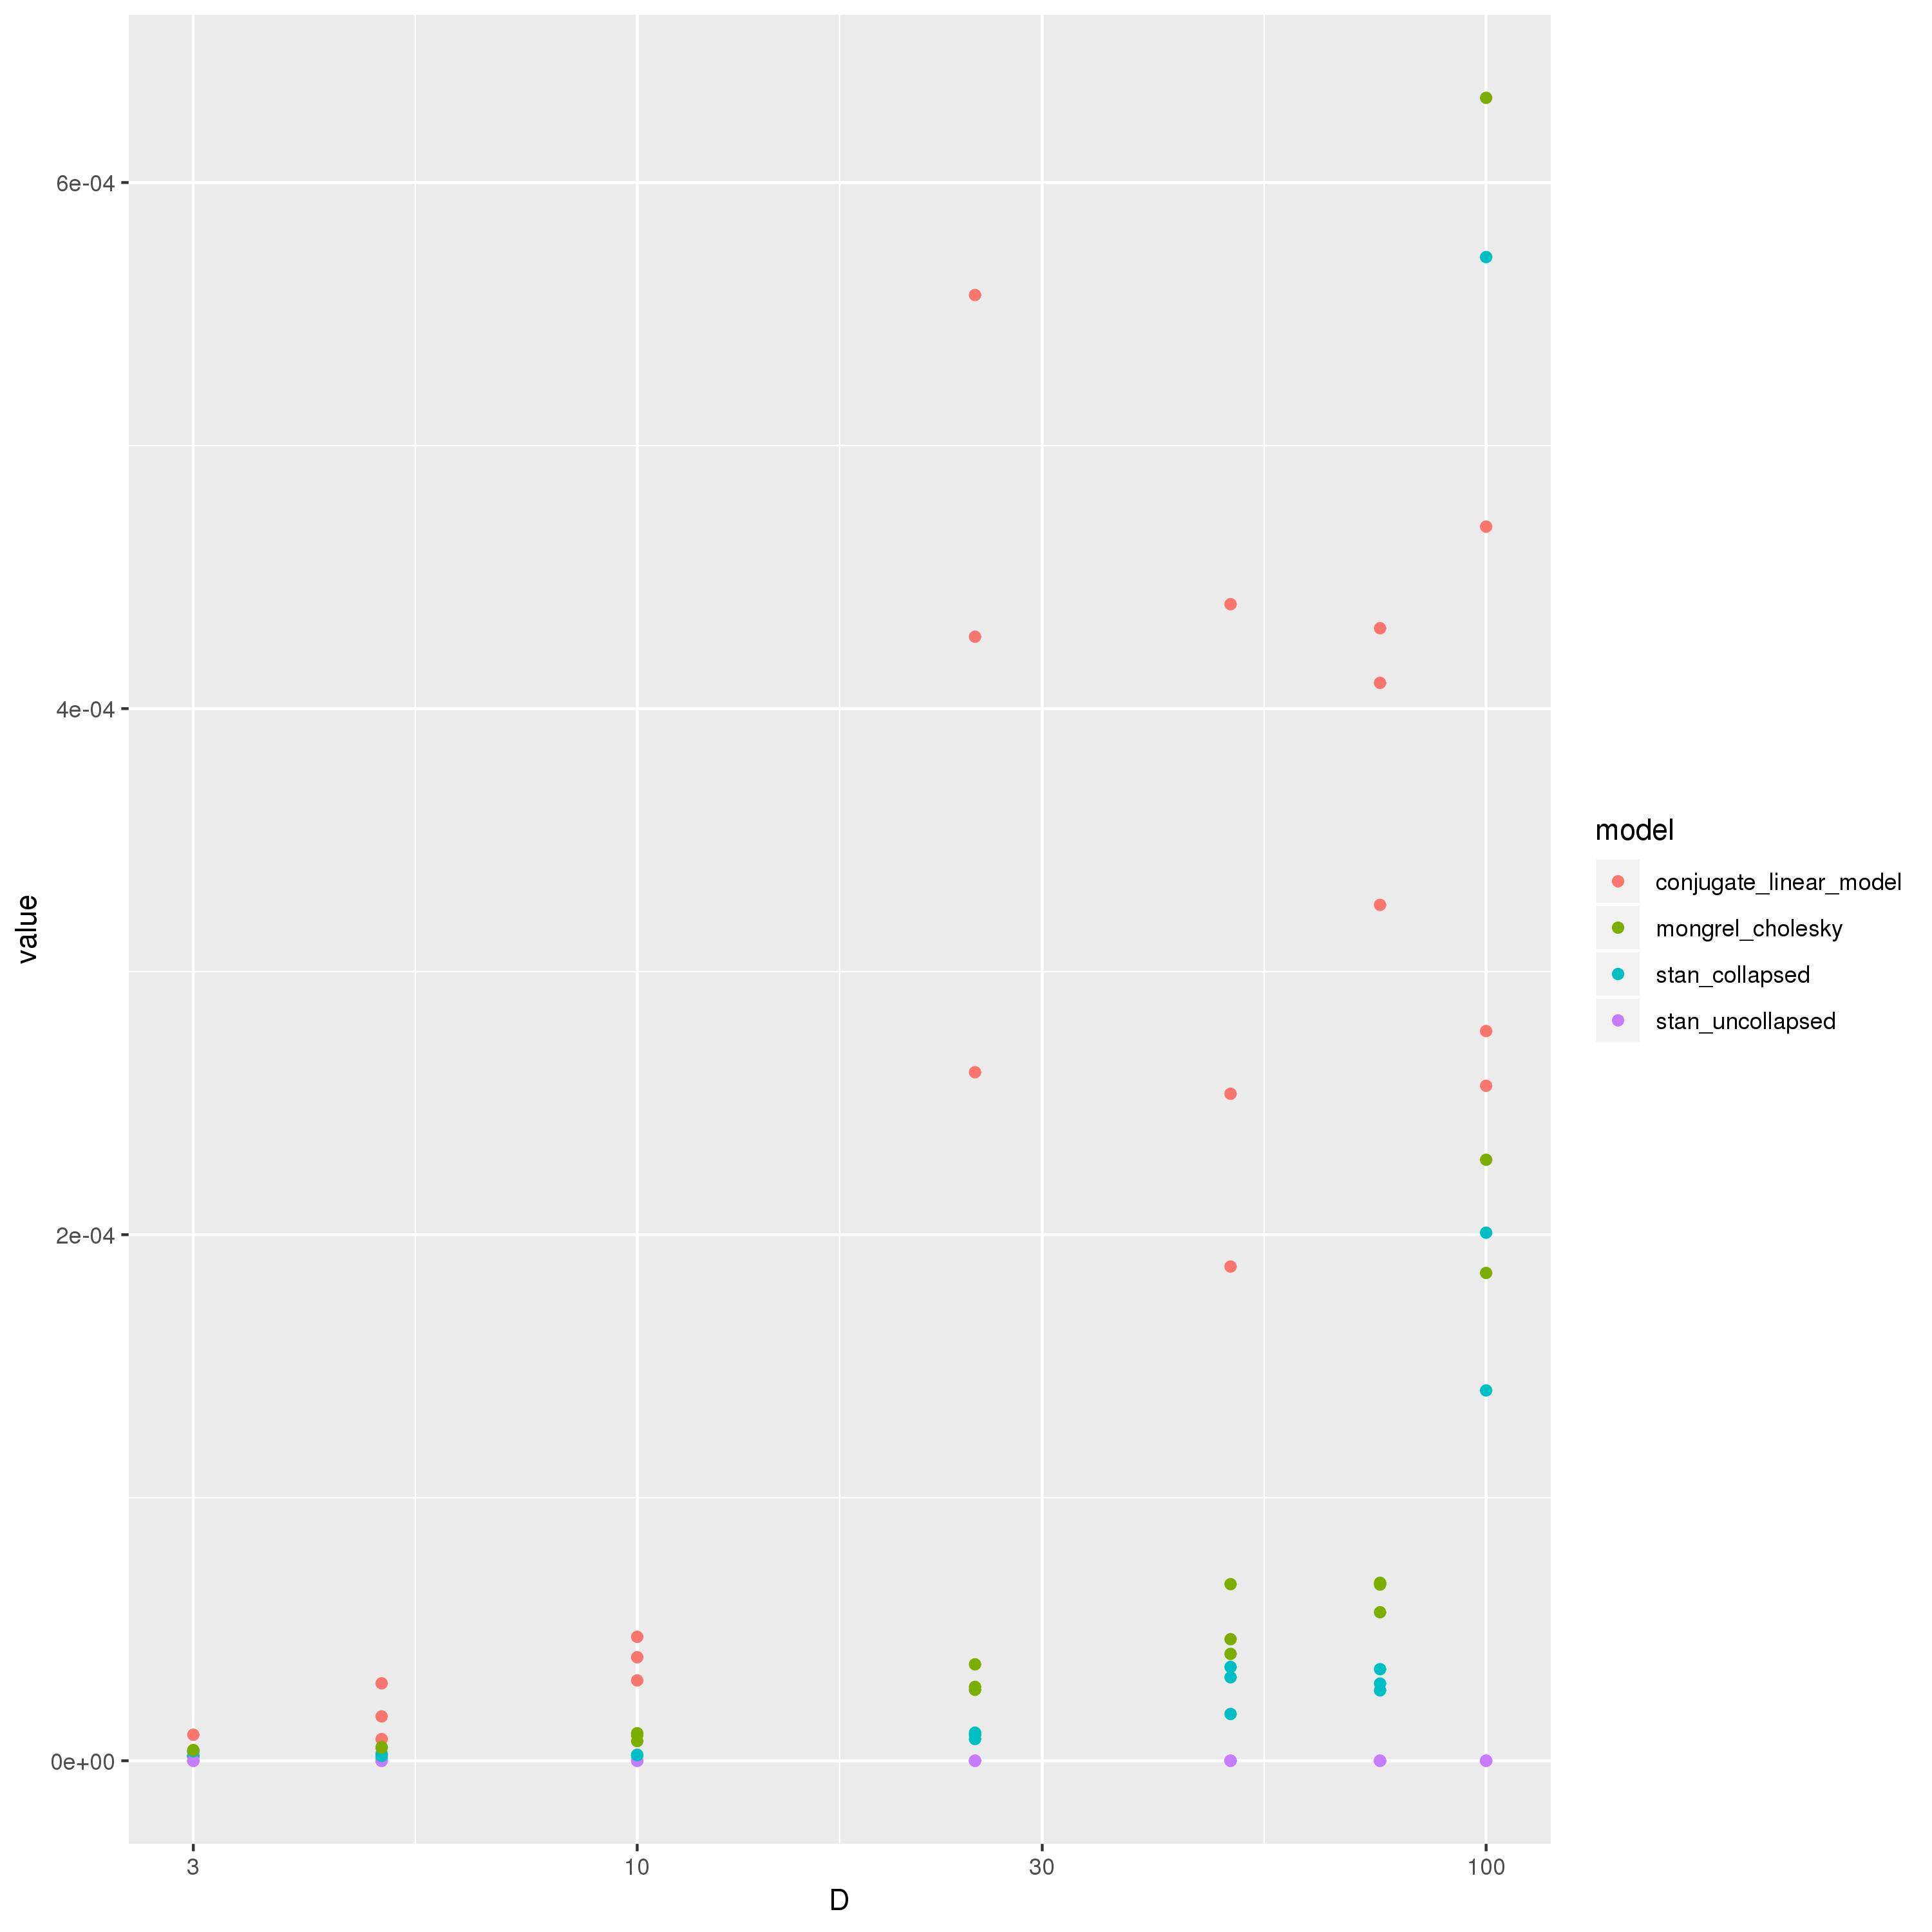 value
6e-04
4e-04
2e-04
0e+00
3
10
30
100
D
model
conjugate_linear_model
mongrel_cholesky
stan_collapsed
stan_uncollapsed